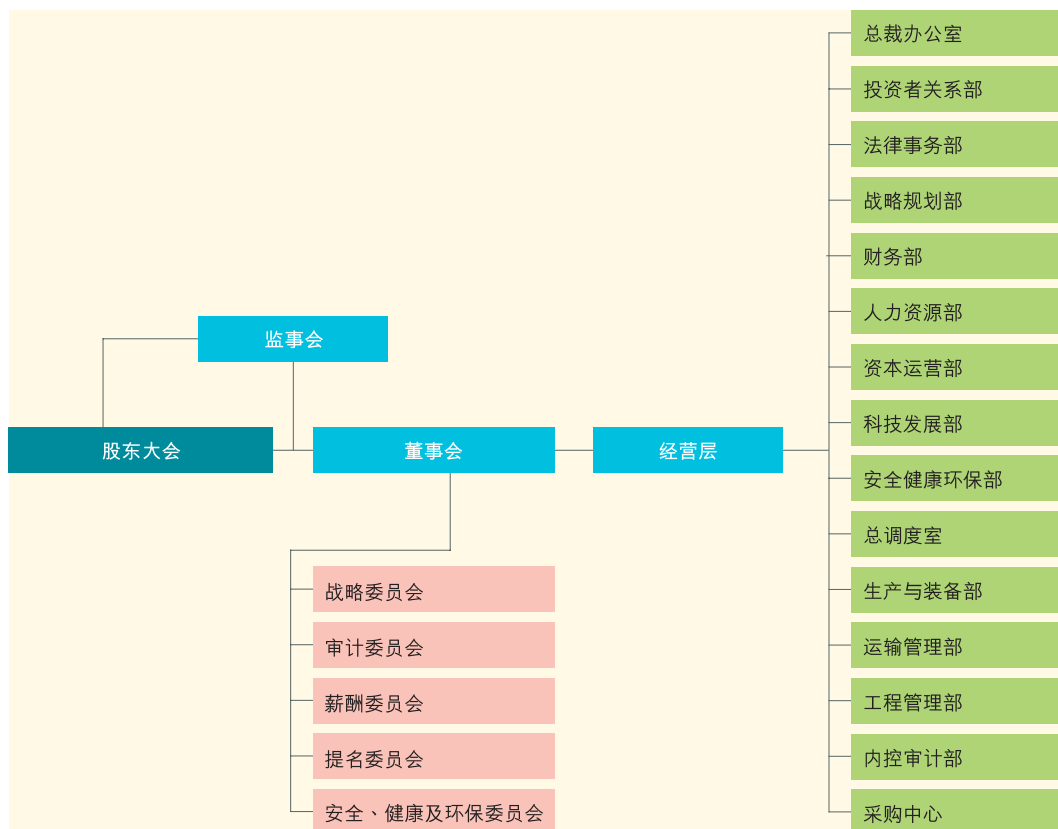 总裁办公室
投资者关系部
法律事务部
战略规划部
财务部
人力资源部
监事会
资本运营部
科技发展部
股东大会
董事会
经营层
安全健康环保部
总调度室
战略委员会
生产与装备部
审计委员会
运输管理部
薪酬委员会
工程管理部
提名委员会
内控审计部
安全、健康及环保委员会
采购中心